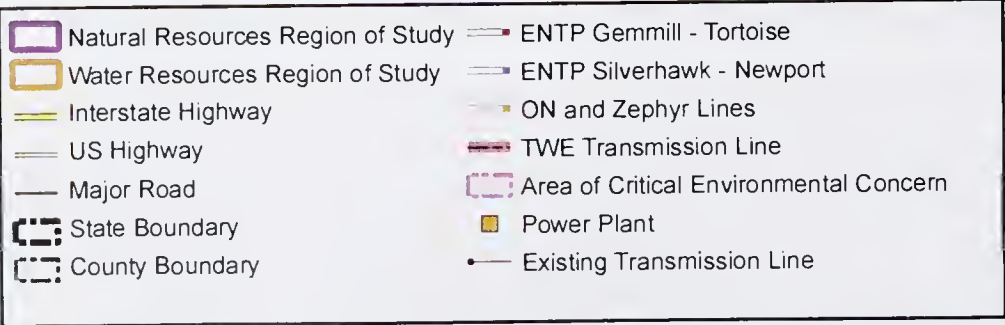 Natural Resources Region of Study
Water Resources Region of Study
Interstate Highway
US Highway
Major Road
State Boundary
County Boundary
ENTP Gemmill - Tortoise
ENTP Silverhawk - Newport
ON and Zephyr Lines
TWE Transmission Line
Area of Critical Environmental Concern
Power Plant
Existing Transmission Line